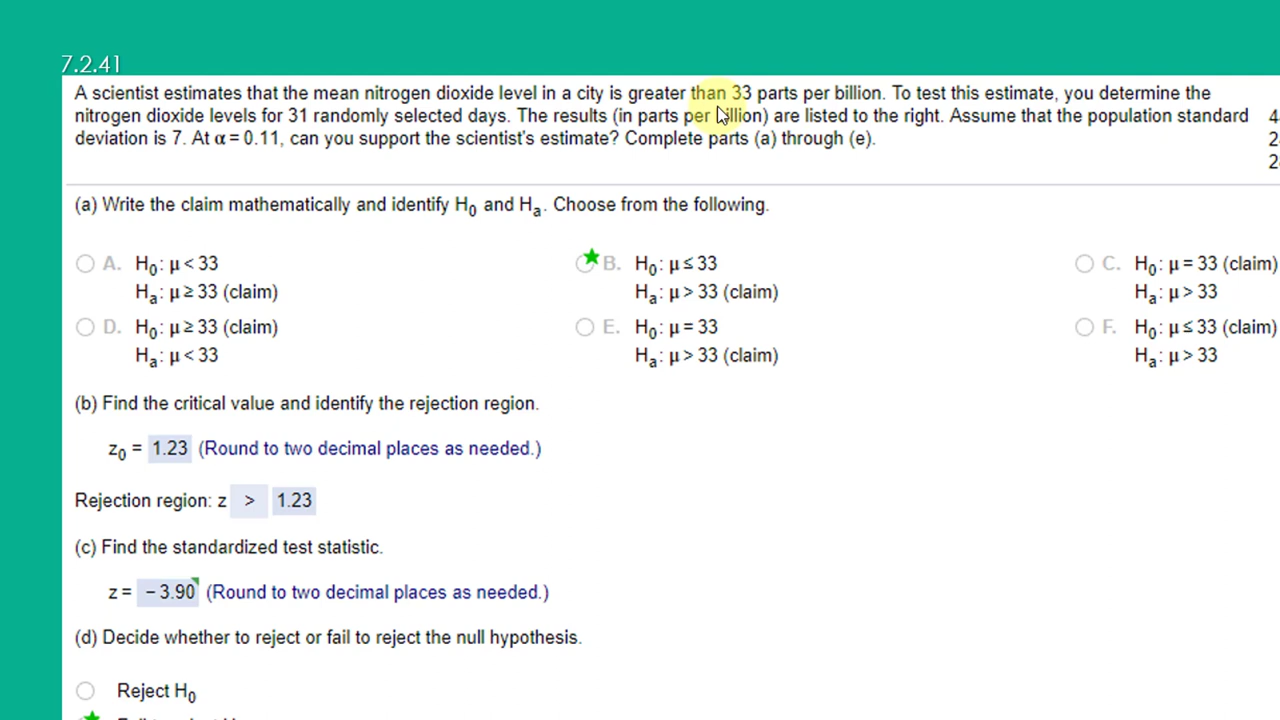 7.2.41
A scientist estimates that the mean nitrogen dioxide level in a city is greater than 33 parts per billion. To test this estimate, you determine the
nitrogen dioxide levels for 31 randomly selected days. The results (in parts per billion) are listed to the right. Assume that the population standard
deviation is 7. At α = 0.11, can you support the scientist's estimate? Complete parts (a) through (e).
(a) Write the claim mathematically and identify H₀ and Hₐ. Choose from the following.
A. H₀: μ < 33
Hₐ: μ ≥ 33 (claim)
B. H₀: μ ≤ 33
Hₐ: μ > 33 (claim)
C. H₀: μ = 33 (claim)
Hₐ: μ > 33
D. H₀: μ ≥ 33 (claim)
Hₐ: μ < 33
E. H₀: μ = 33
Hₐ: μ > 33 (claim)
F. H₀: μ ≤ 33 (claim)
Hₐ: μ > 33
(b) Find the critical value and identify the rejection region.
z₀ = 1.23 (Round to two decimal places as needed.)
Rejection region: z > 1.23
(c) Find the standardized test statistic.
z = − 3.90 (Round to two decimal places as needed.)
(d) Decide whether to reject or fail to reject the null hypothesis.
Reject H₀